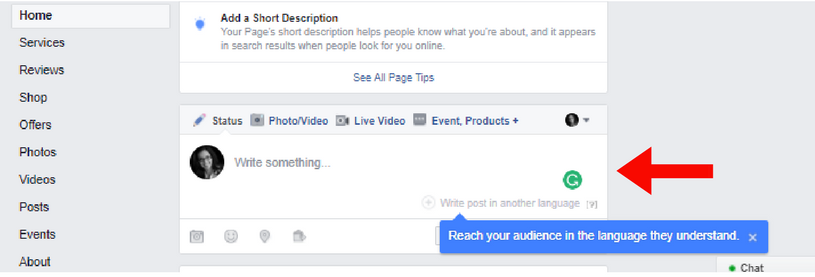 Home
Services
Reviews
Shop
Offers
Photos
Videos
Posts
Events
About
Add a Short Description
Your Page's short description helps people know what you're about, and it appears
in search results when people look for you online.
See All Page Tips
Status Photo/Video Live Video Event, Products +
Write something...
Write post in another language [?]
Reach your audience in the language they understand. ×
Chat